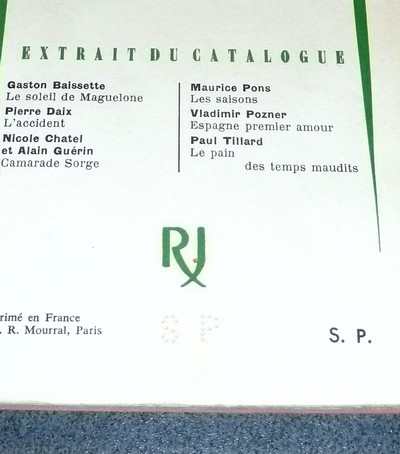 EXTRAIT DU CATALOGUE
Gaston Baissette
Le soleil de Maguelone
Pierre Daix
L'accident
Nicole Chatel
et Alain Guérin
Camarade Sorge
Maurice Pons
Les saisons
Vladimir Pozner
Espagne premier amour
Paul Tillard
Le pain
des temps maudits
RJ
rimé en France
. R. Mourral, Paris
S P
S. P.